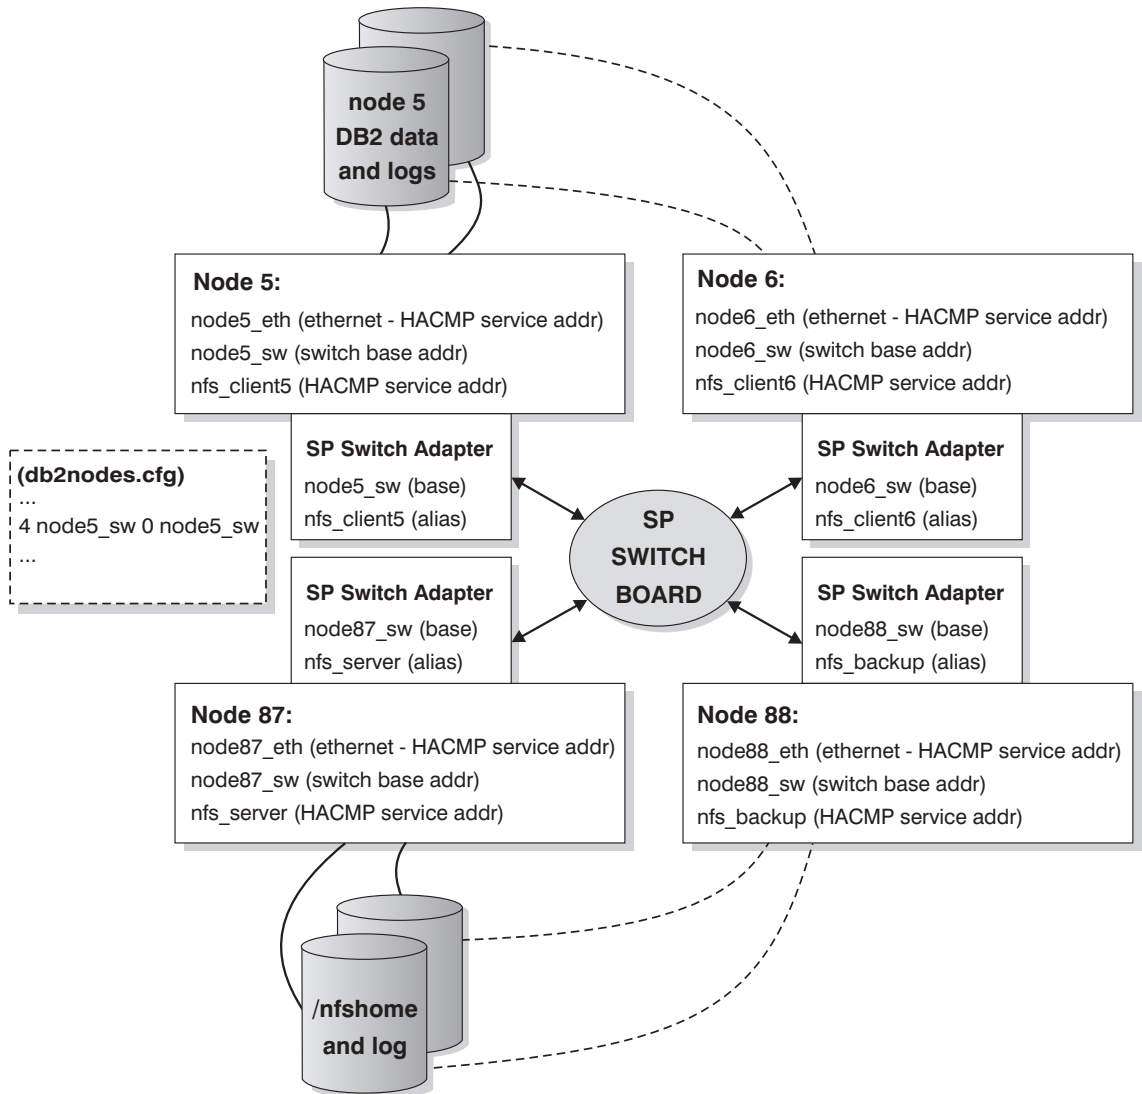 node 5
DB2 data
and logs
Node 5:
node5_eth (ethernet - HACMP service addr)
node5_sw (switch base addr)
nfs_client5 (HACMP service addr)
Node 6:
node6_eth (ethernet - HACMP service addr)
node6_sw (switch base addr)
nfs_client6 (HACMP service addr)
(db2nodes.cfg)
...
4 node5_sw 0 node5_sw
...
SP Switch Adapter
node5_sw (base)
nfs_client5 (alias)
SP Switch Adapter
node6_sw (base)
nfs_client6 (alias)
SP
SWITCH
BOARD
SP Switch Adapter
node87_sw (base)
nfs_server (alias)
SP Switch Adapter
node88_sw (base)
nfs_backup (alias)
Node 87:
node87_eth (ethernet - HACMP service addr)
node87_sw (switch base addr)
nfs_server (HACMP service addr)
Node 88:
node88_eth (ethernet - HACMP service addr)
node88_sw (switch base addr)
nfs_backup (HACMP service addr)
/nfshome
and log